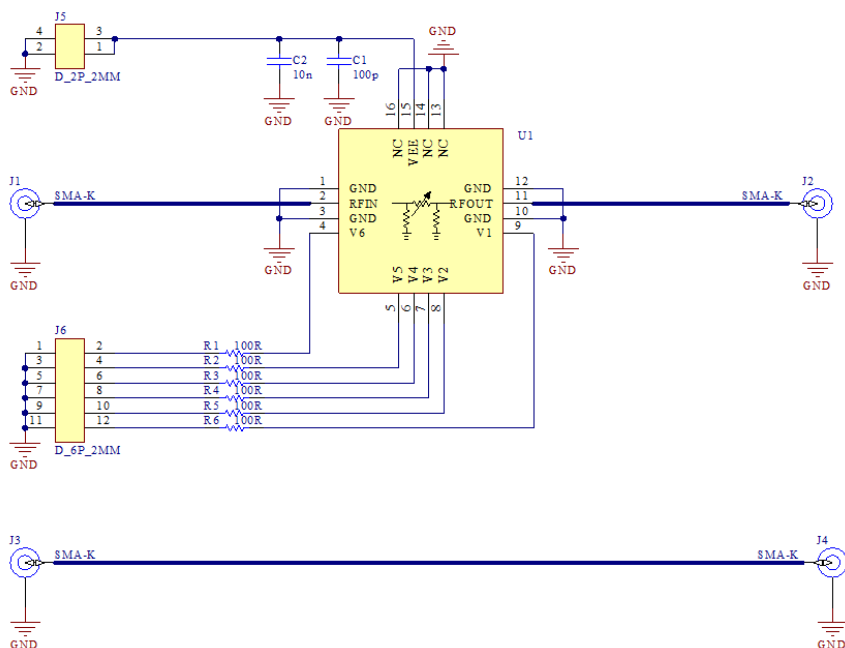 J5
GND
4 3
2 1
C2
10n
C1
100p
GND
D_2P_2MM
GND
GND
16 15 14 13
U1
NC VEE NC NC
J1
SMA-K
1 GND
2 RFIN
3 GND
4 V6
GND 12
RFOUT 11
GND 10
V1 9
SMA-K
J2
GND
GND
GND
GND
V5 V4 V3 V2
5 6 7 8
J6
1 2 R1 100R
3 4 R2 100R
5 6 R3 100R
7 8 R4 100R
9 10 R5 100R
11 12 R6 100R
D_6P_2MM
GND
J3
SMA-K
SMA-K
J4
GND
GND